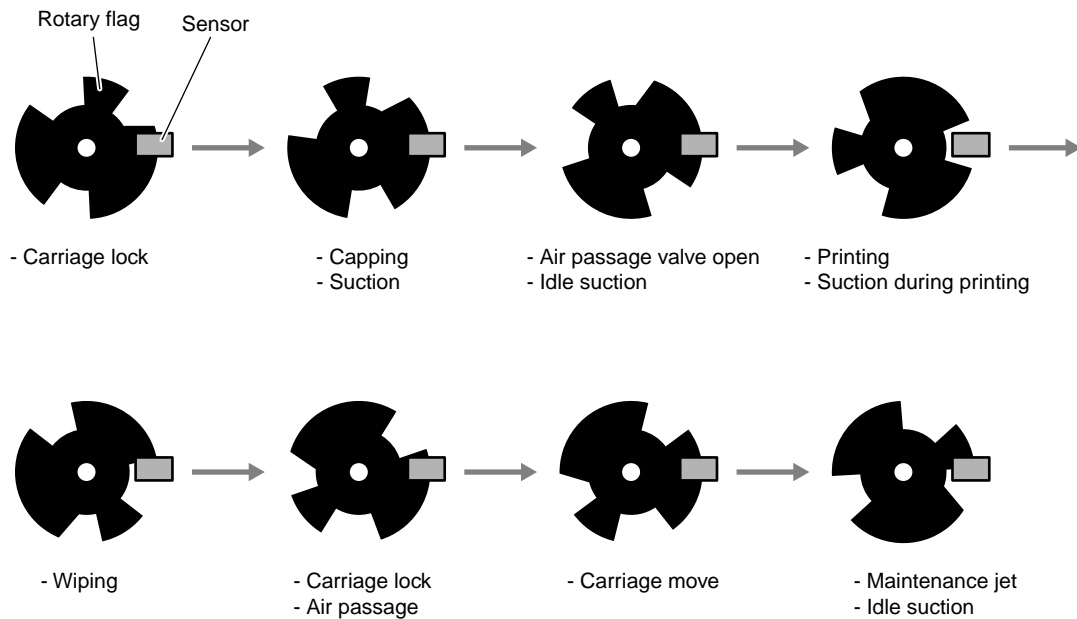 Rotary flag
Sensor
- Carriage lock
- Capping
- Suction
- Air passage valve open
- Idle suction
- Printing
- Suction during printing
- Wiping
- Carriage lock
- Air passage
- Carriage move
- Maintenance jet
- Idle suction